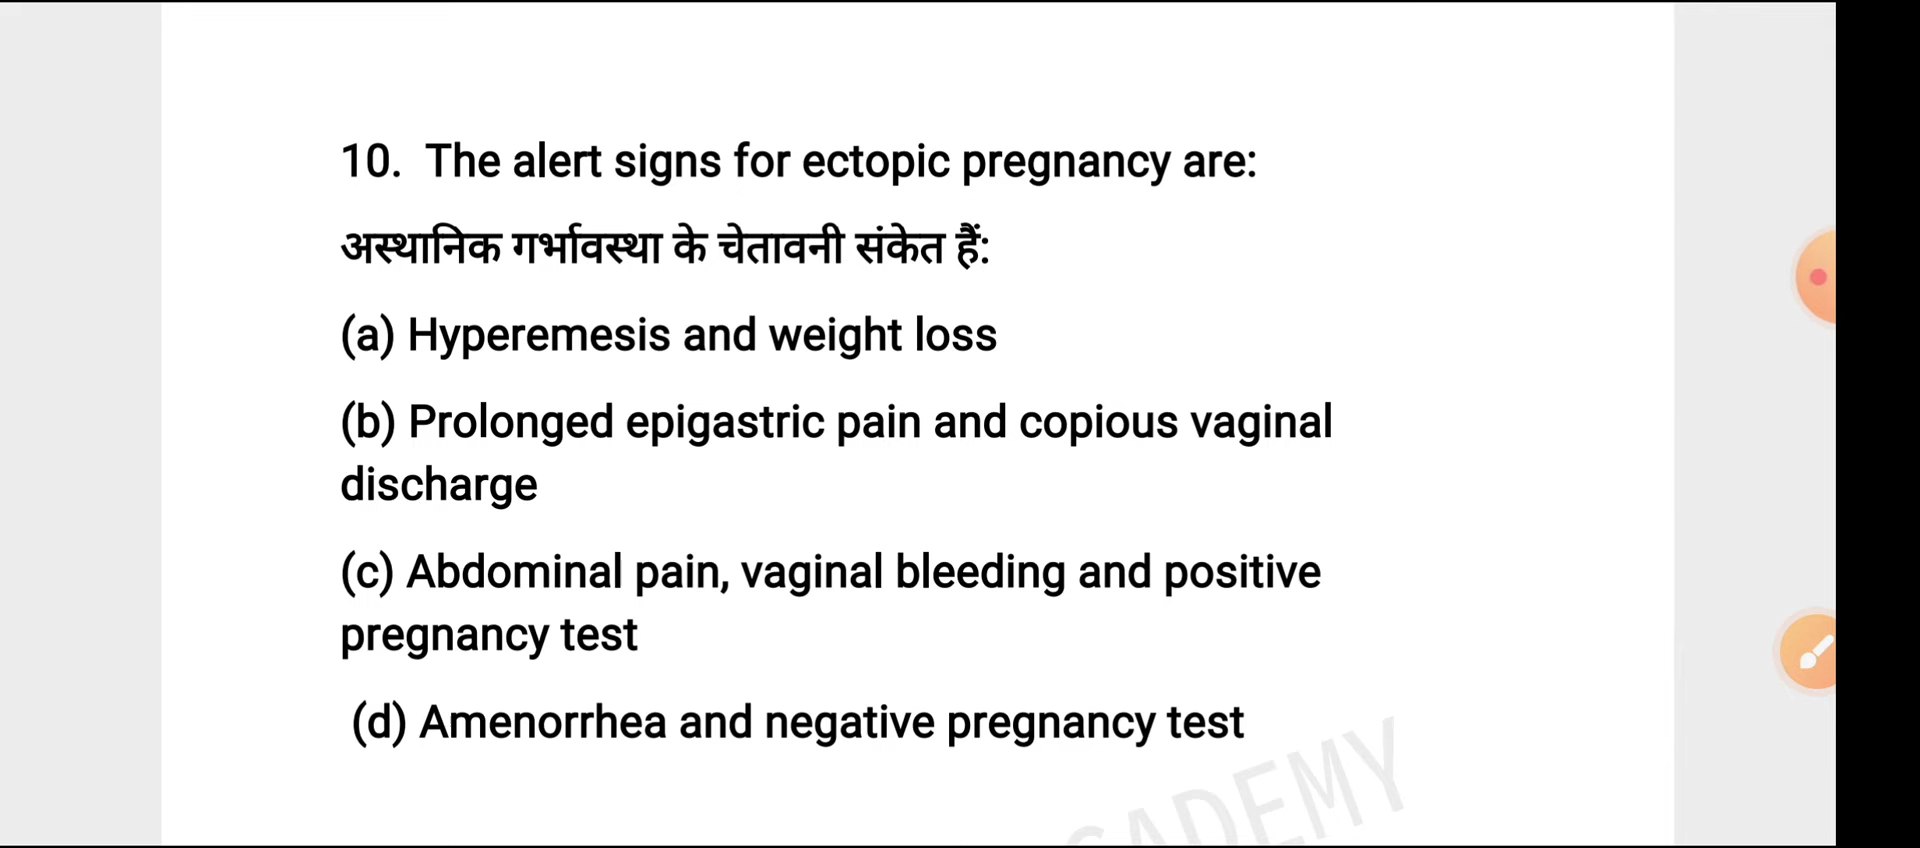 10. The alert signs for ectopic pregnancy are:
अस्थानिक गर्भावस्था के चेतावनी संकेत हैं:
(a) Hyperemesis and weight loss
(b) Prolonged epigastric pain and copious vaginal
discharge
(c) Abdominal pain, vaginal bleeding and positive
pregnancy test
(d) Amenorrhea and negative pregnancy test